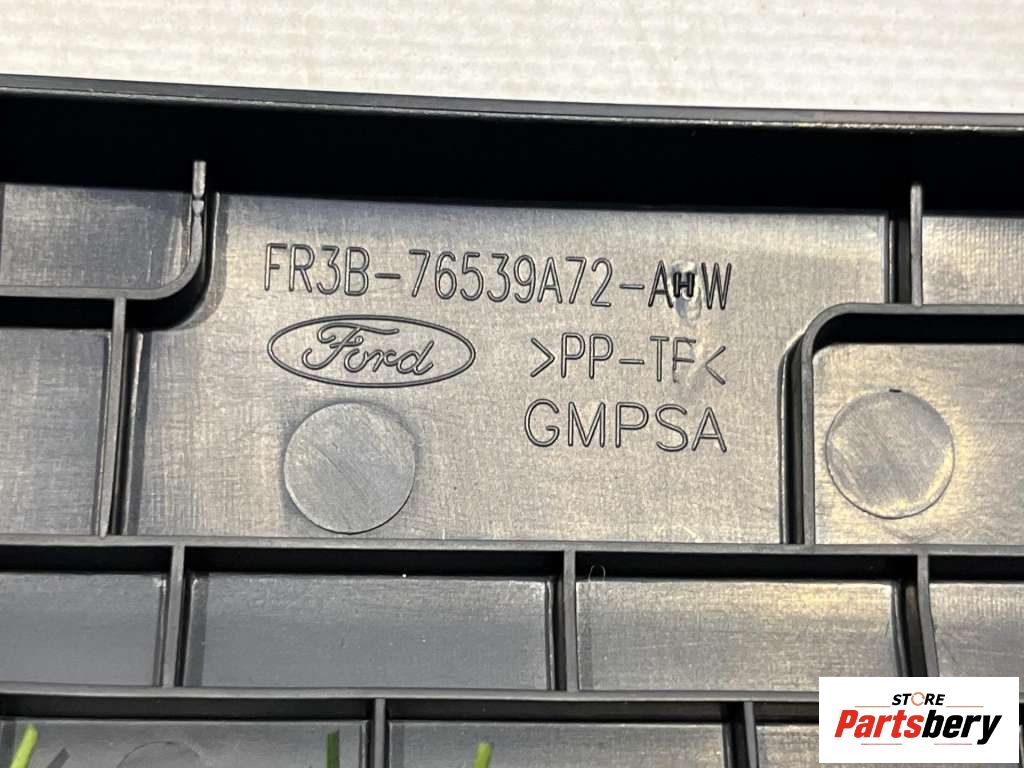 FR3B-76539A72-AHW
Ford
>PP-TF<
GMPSA
STORE
Partsbery